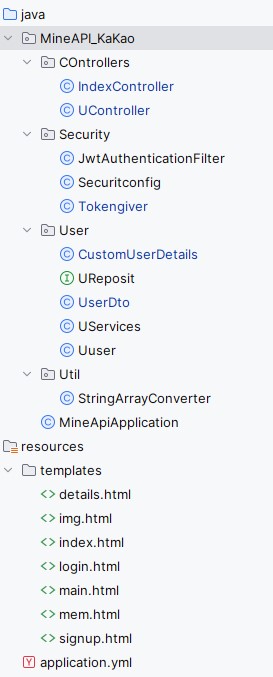 java
MineAPI_KaKao
COntrollers
IndexController
UController
Security
JwtAuthenticationFilter
Securitconfig
Tokengiver
User
CustomUserDetails
UReposit
UserDto
UServices
Uuser
Util
StringArrayConverter
MineApiApplication
resources
templates
details.html
img.html
index.html
login.html
main.html
mem.html
signup.html
application.yml